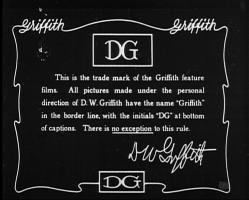 Griffith Griffith
DG
This is the trade mark of the Griffith feature
films. All pictures made under the personal
direction of D. W. Griffith have the name "Griffith"
in the border line, with the initials "DG" at bottom
of captions. There is no exception to this rule.
D W Griffith
DG